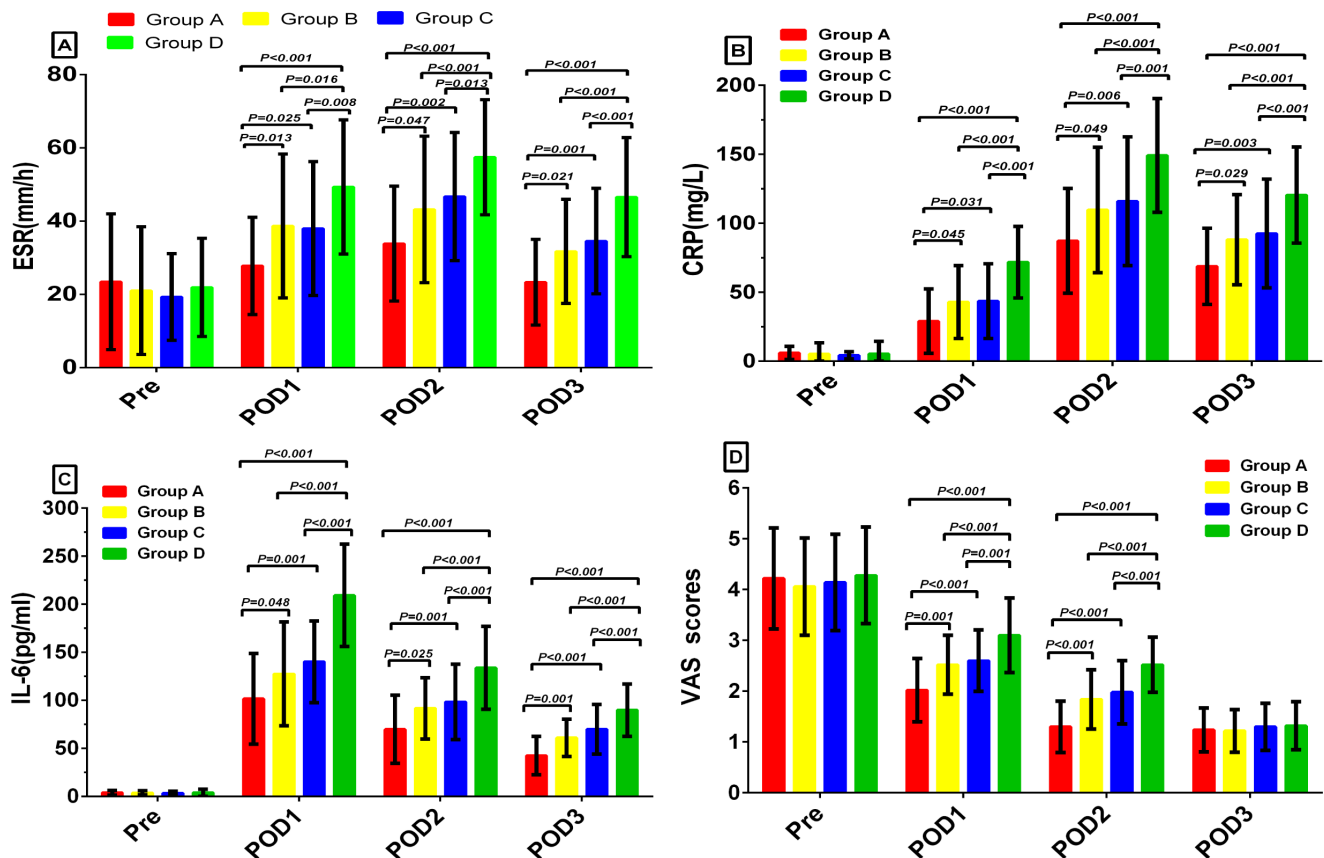 Group A Group B Group C
Group D
A
ESR(mm/h)
80
60
40
20
0
P<0.001
P=0.016
P=0.008
P=0.025
P=0.013
P<0.001
P<0.001
P=0.013
P=0.002
P=0.047
P<0.001
P<0.001
P<0.001
P=0.001
P=0.021
Pre POD1 POD2 POD3
B
Group A
Group B
Group C
Group D
CRP(mg/L)
200
150
100
50
0
P<0.001
P<0.001
P<0.001
P=0.031
P=0.045
P<0.001
P<0.001
P=0.001
P=0.006
P=0.049
P<0.001
P<0.001
P<0.001
P=0.003
P=0.029
Pre POD1 POD2 POD3
C
Group A
Group B
Group C
Group D
IL-6(pg/ml)
300
250
200
150
100
50
0
P<0.001
P<0.001
P<0.001
P=0.001
P=0.048
P<0.001
P<0.001
P<0.001
P=0.001
P=0.025
P<0.001
P<0.001
P<0.001
P<0.001
P=0.001
Pre POD1 POD2 POD3
D
Group A
Group B
Group C
Group D
VAS scores
6
5
4
3
2
1
0
P<0.001
P<0.001
P=0.001
P<0.001
P=0.001
P<0.001
P<0.001
P<0.001
P<0.001
P<0.001
Pre POD1 POD2 POD3